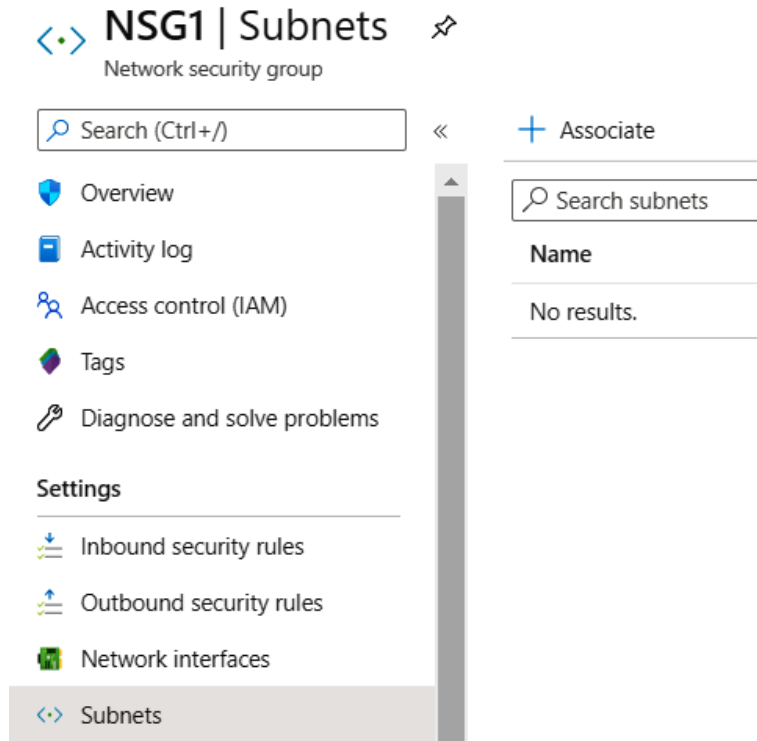 NSG1 | Subnets
Network security group
Search (Ctrl+/)
«
Overview
Activity log
Access control (IAM)
Tags
Diagnose and solve problems
Settings
Inbound security rules
Outbound security rules
Network interfaces
Subnets
+ Associate
Search subnets
Name
No results.